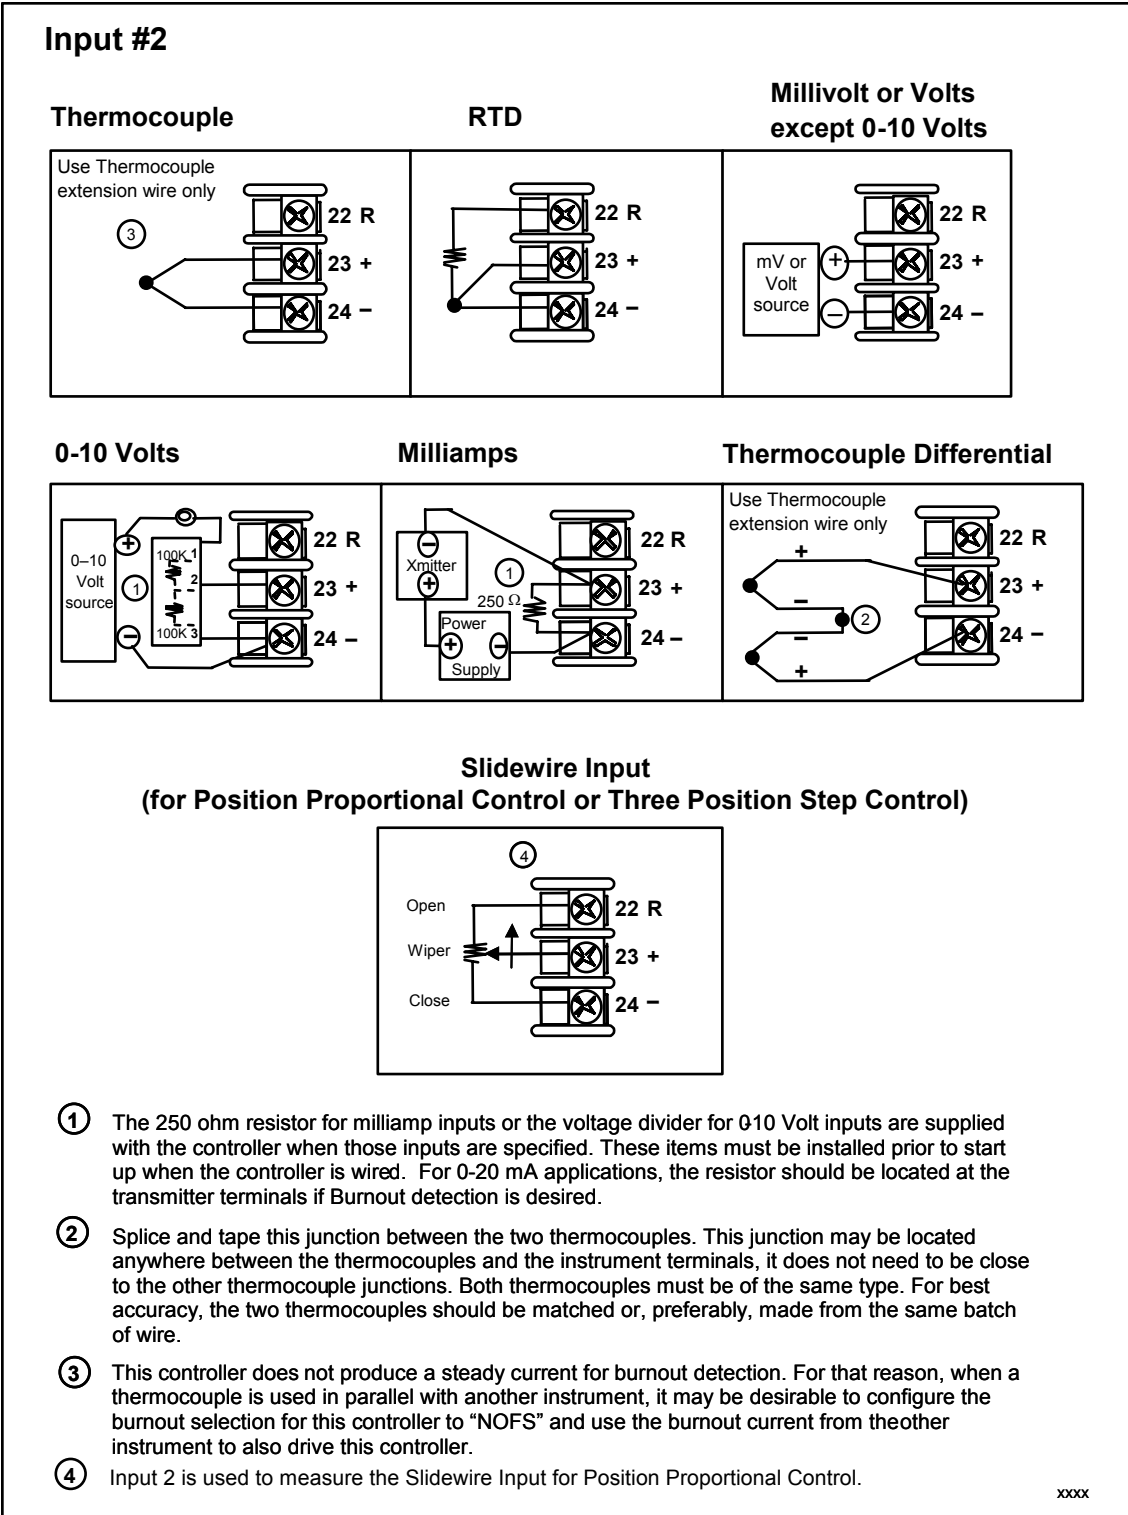 Input #2
Thermocouple
RTD
Millivolt or Volts
except 0-10 Volts
Use Thermocouple
extension wire only
3
22 R
23 +
24 –
22 R
23 +
24 –
mV or
Volt
source
+
–
22 R
23 +
24 –
0-10 Volts
Milliamps
Thermocouple Differential
0–10
Volt
source
+
–
1
100K 1
2
100K 3
22 R
23 +
24 –
–
Xmitter
+
1
250 Ω
Power
+ –
Supply
22 R
23 +
24 –
Use Thermocouple
extension wire only
+
–
2
–
+
22 R
23 +
24 –
Slidewire Input
(for Position Proportional Control or Three Position Step Control)
4
Open
Wiper
Close
22 R
23 +
24 –
1 The 250 ohm resistor for milliamp inputs or the voltage divider for 0-10 Volt inputs are supplied
with the controller when those inputs are specified. These items must be installed prior to start
up when the controller is wired. For 0-20 mA applications, the resistor should be located at the
transmitter terminals if Burnout detection is desired.
2 Splice and tape this junction between the two thermocouples. This junction may be located
anywhere between the thermocouples and the instrument terminals, it does not need to be close
to the other thermocouple junctions. Both thermocouples must be of the same type. For best
accuracy, the two thermocouples should be matched or, preferably, made from the same batch
of wire.
3 This controller does not produce a steady current for burnout detection. For that reason, when a
thermocouple is used in parallel with another instrument, it may be desirable to configure the
burnout selection for this controller to “NOFS” and use the burnout current from theother
instrument to also drive this controller.
4 Input 2 is used to measure the Slidewire Input for Position Proportional Control.
xxxx